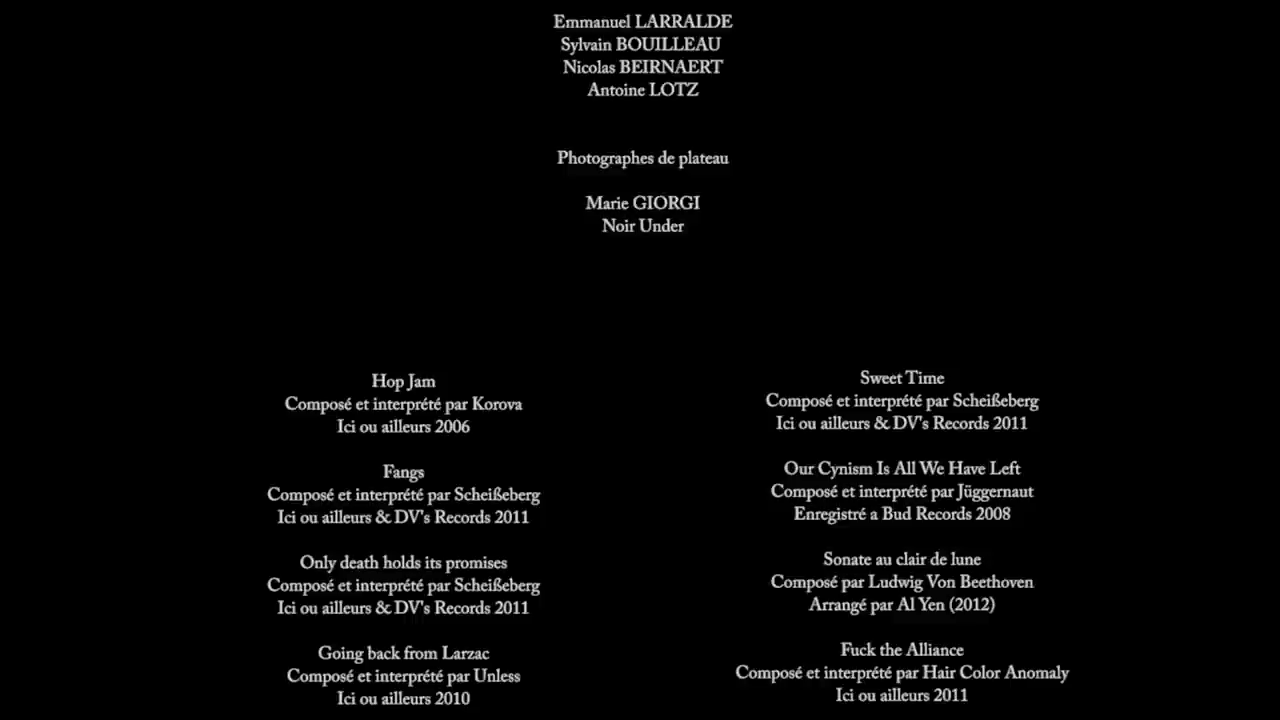 Emmanuel LARRALDE
Sylvain BOUILLEAU
Nicolas BEIRNAERT
Antoine LOTZ
Photographes de plateau
Marie GIORGI
Noir Under
Hop Jam
Composé et interprété par Korova
Ici ou ailleurs 2006
Fangs
Composé et interprété par Scheißeberg
Ici ou ailleurs & DV's Records 2011
Only death holds its promises
Composé et interprété par Scheißeberg
Ici ou ailleurs & DV's Records 2011
Going back from Larzac
Composé et interprété par Unless
Ici ou ailleurs 2010
Sweet Time
Composé et interprété par Scheißeberg
Ici ou ailleurs & DV's Records 2011
Our Cynism Is All We Have Left
Composé et interprété par Jüggernaut
Enregistré a Bud Records 2008
Sonate au clair de lune
Composé par Ludwig Von Beethoven
Arrangé par Al Yen (2012)
Fuck the Alliance
Composé et interprété par Hair Color Anomaly
Ici ou ailleurs 2011